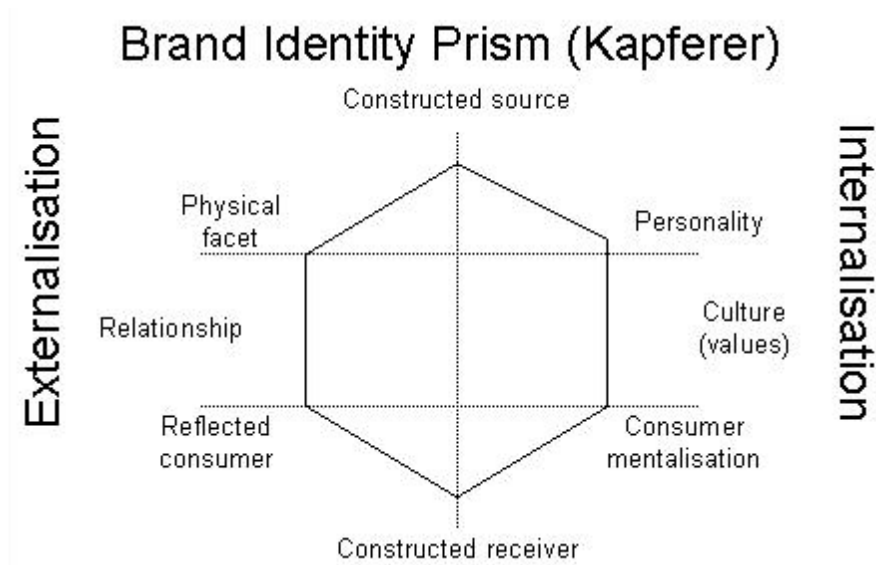 Brand Identity Prism (Kapferer)
Constructed source
Externalisation
Internalisation
Physical
facet
Personality
Relationship
Culture
(values)
Reflected
consumer
Consumer
mentalisation
Constructed receiver